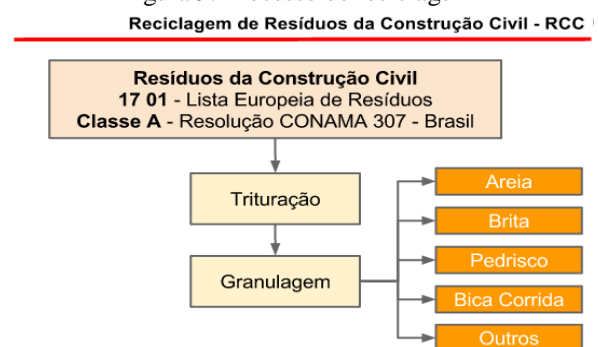 Reciclagem de Resíduos da Construção Civil - RCC
Resíduos da Construção Civil
17 01 - Lista Europeia de Resíduos
Classe A - Resolução CONAMA 307 - Brasil
Trituração
Granulagem
Areia
Brita
Pedrisco
Bica Corrida
Outros